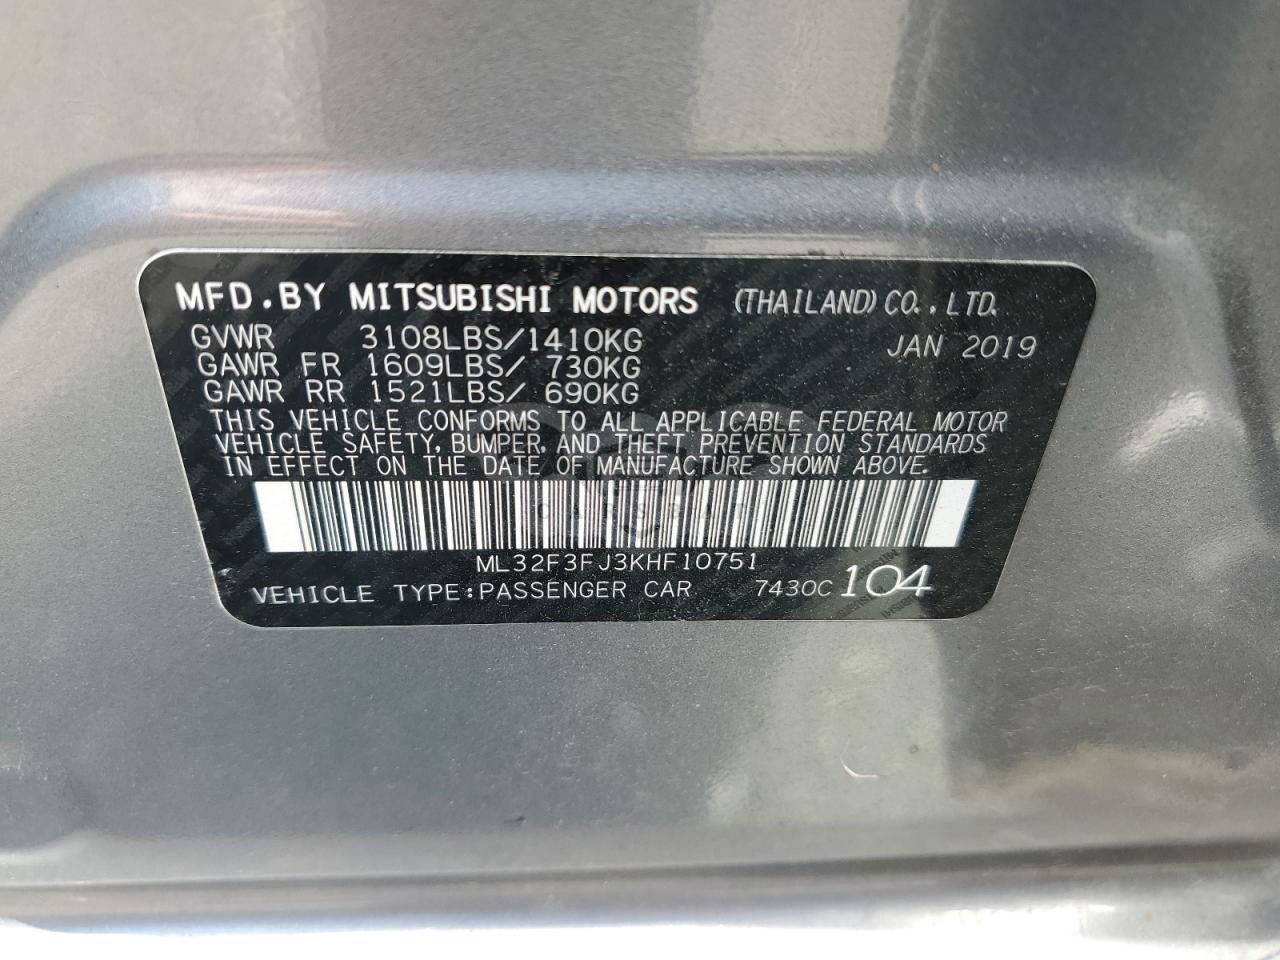 MFD.BY MITSUBISHI MOTORS (THAILAND) CO., LTD.
GVWR 3108LBS/1410KG JAN 2019
GAWR FR 1609LBS/ 730KG
GAWR RR 1521LBS/ 690KG
THIS VEHICLE CONFORMS TO ALL APPLICABLE FEDERAL MOTOR
VEHICLE SAFETY, BUMPER, AND THEFT PREVENTION STANDARDS
IN EFFECT ON THE DATE OF MANUFACTURE SHOWN ABOVE.
ML32F3FJ3KHF10751
VEHICLE TYPE:PASSENGER CAR 7430C 104